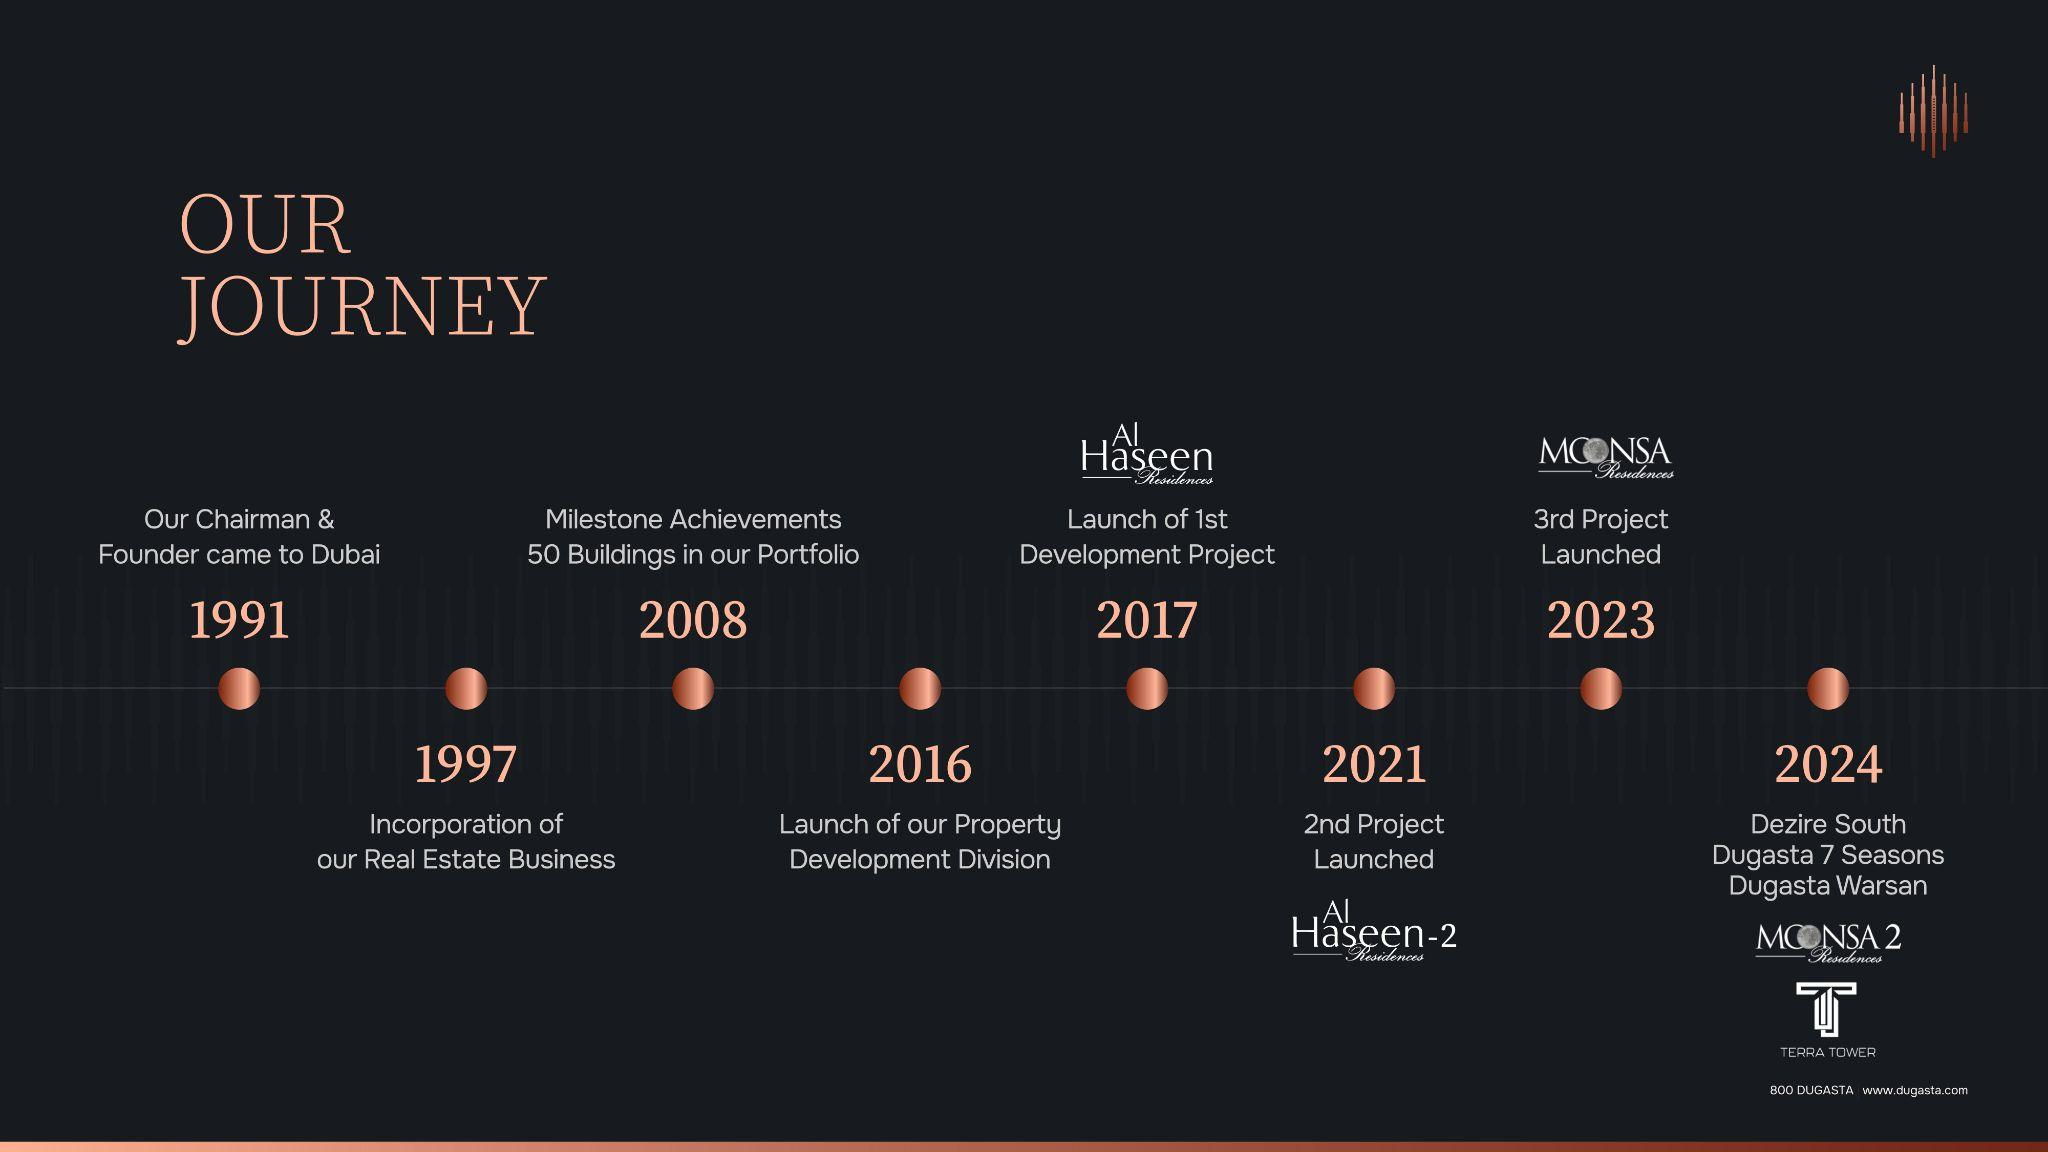 OUR
JOURNEY
Our Chairman &
Founder came to Dubai
1991
1997
Incorporation of
our Real Estate Business
Milestone Achievements
50 Buildings in our Portfolio
2008
2016
Launch of our Property
Development Division
Al
Haseen
Residences
Launch of 1st
Development Project
2017
2021
2nd Project
Launched
Al
Haseen-2
Residences
MOONSA
Residences
3rd Project
Launched
2023
2024
Dezire South
Dugasta 7 Seasons
Dugasta Warsan
MOONSA 2
Residences
TERRA TOWER
800 DUGASTA | www.dugasta.com